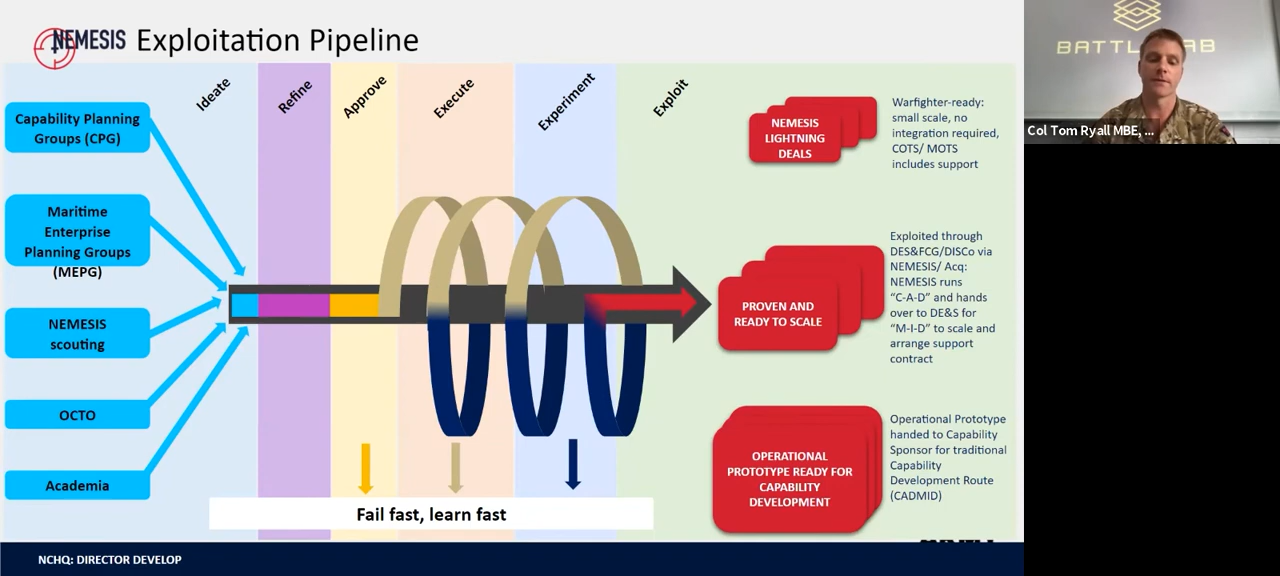 NEMESIS Exploitation Pipeline
Ideate
Refine
Approve
Execute
Experiment
Exploit
Capability Planning
Groups (CPG)
Maritime
Enterprise
Planning Groups
(MEPG)
NEMESIS
scouting
OCTO
Academia
Fail fast, learn fast
NEMESIS
LIGHTNING
DEALS
Warfighter-ready:
small scale, no
integration required,
COTS/ MOTS
includes support
PROVEN AND
READY TO SCALE
Exploited through
DES&FCG/DISCo via
NEMESIS/ Acq:
NEMESIS runs
“C-A-D” and hands
over to DE&S for
“M-I-D” to scale and
arrange support
contract
OPERATIONAL
PROTOTYPE READY FOR
CAPABILITY
DEVELOPMENT
Operational Prototype
handed to Capability
Sponsor for traditional
Capability
Development Route
(CADMID)
NCHQ: DIRECTOR DEVELOP
Col Tom Ryall MBE, ...